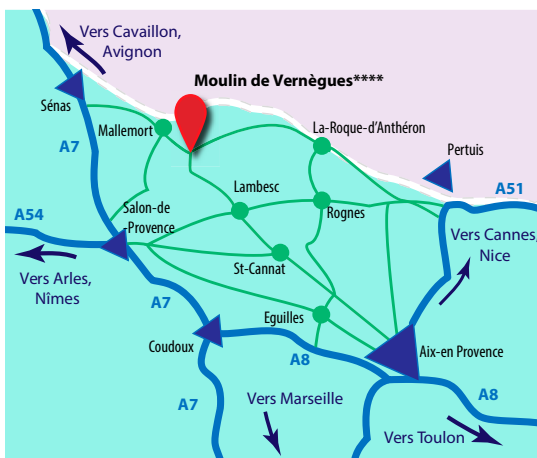 Vers Cavaillon,
Avignon
Moulin de Vernègues****
Sénas
Mallemort
La-Roque-d'Anthéron
A7
Pertuis
A51
Lambesc
Salon-de
-Provence
Rognes
A54
Vers Cannes,
Nice
St-Cannat
Vers Arles,
Nîmes
A7
Eguilles
Coudoux
A8
Aix-en Provence
A7
Vers Marseille
A8
Vers Toulon